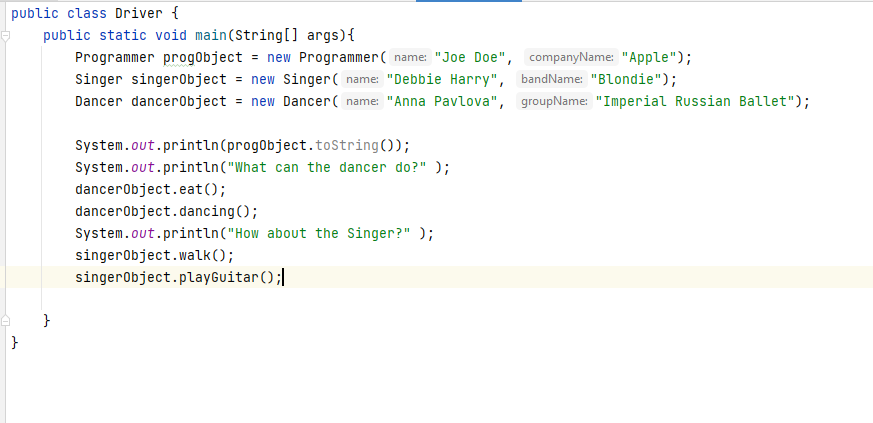 public class Driver {
public static void main(String[] args){
Programmer progObject = new Programmer( name: "Joe Doe", companyName: "Apple");
Singer singerObject = new Singer( name: "Debbie Harry", bandName: "Blondie");
Dancer dancerObject = new Dancer( name: "Anna Pavlova", groupName: "Imperial Russian Ballet");
System.out.println(progObject.toString());
System.out.println("What can the dancer do?" );
dancerObject.eat();
dancerObject.dancing();
System.out.println("How about the Singer?" );
singerObject.walk();
singerObject.playGuitar();
}
}